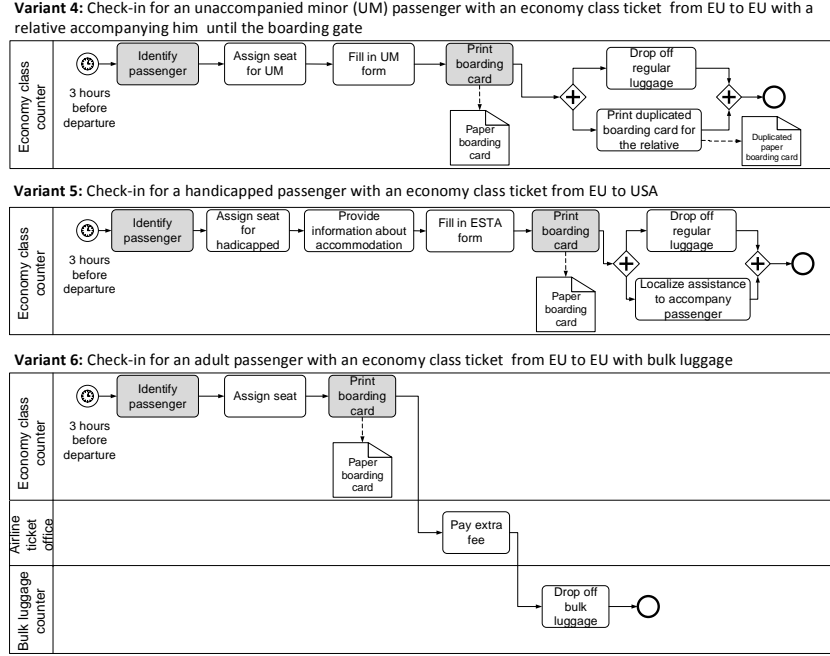 Variant 4: Check-in for an unaccompanied minor (UM) passenger with an economy class ticket from EU to EU with a
relative accompanying him until the boarding gate
Economy class
counter
3 hours
before
departure
Identify
passenger
Assign seat
for UM
Fill in UM
form
Print
boarding
card
Paper
boarding
card
Drop off
regular
luggage
Print duplicated
boarding card for
the relative
Duplicated
paper
boarding card
Variant 5: Check-in for a handicapped passenger with an economy class ticket from EU to USA
Economy class
counter
3 hours
before
departure
Identify
passenger
Assign seat
for
hadicapped
Provide
information about
accommodation
Fill in ESTA
form
Print
boarding
card
Paper
boarding
card
Drop off
regular
luggage
Localize assistance
to accompany
passenger
Variant 6: Check-in for an adult passenger with an economy class ticket from EU to EU with bulk luggage
Economy class
counter
3 hours
before
departure
Identify
passenger
Assign seat
Print
boarding
card
Paper
boarding
card
Airline
ticket
office
Pay extra
fee
Bulk luggage
counter
Drop off
bulk
luggage